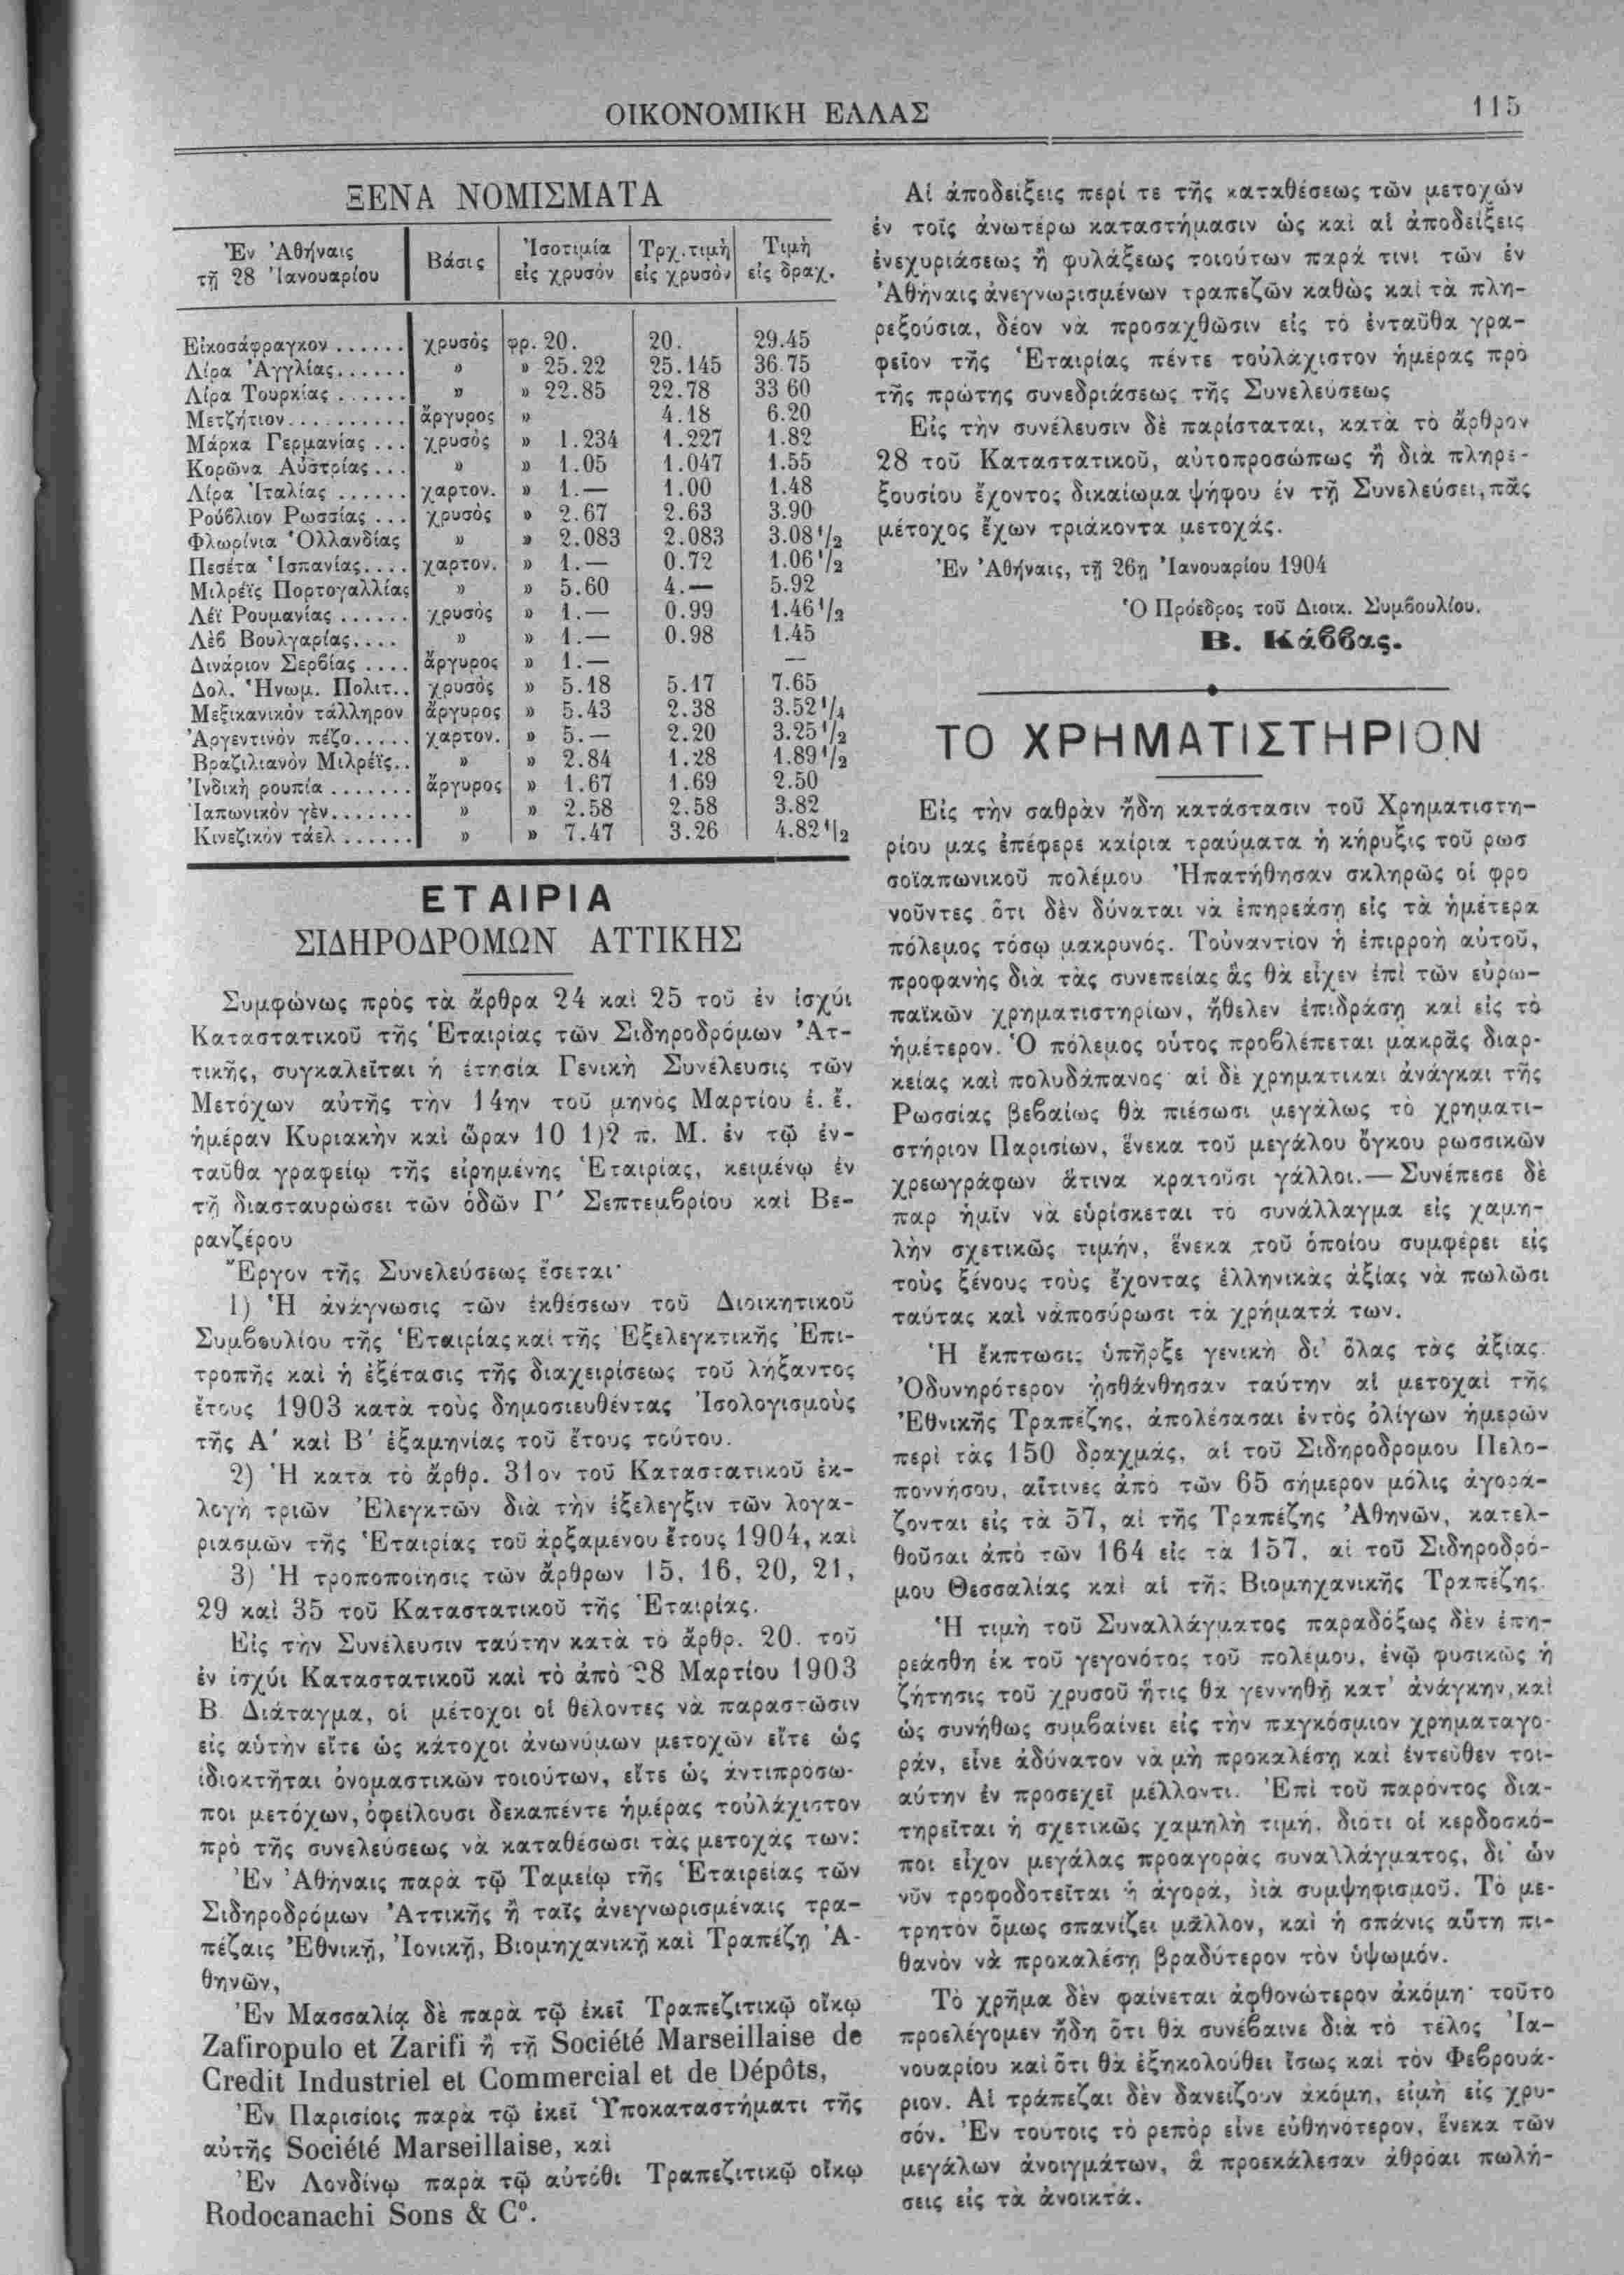 ΟΙΚΟΝΟΜΙΚΗ ΕΛΛΑΣ
115
ΞΕΝΑ ΝΟΜΙΣΜΑΤΑ
Ἐν Ἀθήναις τῇ 28 Ἰανουαρίου | Βάσις | Ἰσοτιμία εἰς χρυσόν | Τρχ. τιμὴ εἰς χρυσὸν | Τιμὴ εἰς δραχ.
Εἰκοσάφραγκον ...... χρυσὸς φρ. 20. 20. 29.45
Λίρα Ἀγγλίας...... » » 25.22 25.145 36.75
Λίρα Τουρκίας ...... » » 22.85 22.78 33 60
Μετζήτιον.......... ἄργυρος » 4.18 6.20
Μάρκα Γερμανίας ... χρυσὸς » 1.234 1.227 1.82
Κορῶνα Αὐστρίας ... » » 1.05 1.047 1.55
Λίρα Ἰταλίας ...... χαρτον. » 1.— 1.00 1.48
Ρούβλιον Ρωσσίας ... χρυσὸς » 2.67 2.63 3.90
Φλωρίνια Ὁλλανδίας » » 2.083 2.083 3.08 1/2
Πεσέτα Ἱσπανίας.... χαρτον. » 1.— 0.72 1.06 1/2
Μιλρέϊς Πορτογαλλίας » » 5.60 4.— 5.92
Λέϊ Ρουμανίας ...... χρυσὸς » 1.— 0.99 1.46 1/2
Λὲβ Βουλγαρίας.... » » 1.— 0.98 1.45
Δινάριον Σερβίας .... ἄργυρος » 1.— —
Δολ. Ἡνωμ. Πολιτ.. χρυσὸς » 5.18 5.17 7.65
Μεξικανικὸν τάλληρον ἄργυρος » 5.43 2.38 3.52 1/4
Ἀργεντινὸν πέζο..... χαρτον. » 5.— 2.20 3.25 1/2
Βραζιλιανὸν Μιλρέϊς.. » » 2.84 1.28 1.89 1/2
Ἰνδικὴ ρουπία ....... ἄργυρος » 1.67 1.69 2.50
Ἰαπωνικὸν γὲν....... » » 2.58 2.58 3.82
Κινεζικὸν τάελ ...... » » 7.47 3.26 4.82 1|2
ΕΤΑΙΡΙΑ
ΣΙΔΗΡΟΔΡΟΜΩΝ ΑΤΤΙΚΗΣ
Συμφώνως πρὸς τὰ ἄρθρα 24 καὶ 25 τοῦ ἐν ἰσχύι
Καταστατικοῦ τῆς Ἑταιρίας τῶν Σιδηροδρόμων Ἀτ-
τικῆς, συγκαλεῖται ἡ ἐτησία Γενικὴ Συνέλευσις τῶν
Μετόχων αὐτῆς τὴν 14ην τοῦ μηνὸς Μαρτίου ἐ. ἔ.
ἡμέραν Κυριακὴν καὶ ὥραν 10 1)2 π. Μ. ἐν τῷ ἐν-
ταῦθα γραφείῳ τῆς εἰρημένης Ἑταιρίας, κειμένῳ ἐν
τῇ διασταυρώσει τῶν ὁδῶν Γ' Σεπτεμβρίου καὶ Βε-
ρανζέρου
Ἔργον τῆς Συνελεύσεως ἔσεται·
1) Ἡ ἀνάγνωσις τῶν ἐκθέσεων τοῦ Διοικητικοῦ
Συμβουλίου τῆς Ἑταιρίας καὶ τῆς Ἐξελεγκτικῆς Ἐπι-
τροπῆς καὶ ἡ ἐξέτασις τῆς διαχειρίσεως τοῦ λήξαντος
ἔτους 1903 κατὰ τοὺς δημοσιευθέντας Ἰσολογισμοὺς
τῆς Α' καὶ Β' ἑξαμηνίας τοῦ ἔτους τούτου.
2) Ἡ κατὰ τὸ ἄρθρ. 31ον τοῦ Καταστατικοῦ ἐκ-
λογὴ τριῶν Ἐλεγκτῶν διὰ τὴν ἐξέλεγξιν τῶν λογα-
ριασμῶν τῆς Ἑταιρίας τοῦ ἀρξαμένου ἔτους 1904, καὶ
3) Ἡ τροποποίησις τῶν ἄρθρων 15, 16, 20, 21,
29 καὶ 35 τοῦ Καταστατικοῦ τῆς Ἑταιρίας.
Εἰς τὴν Συνέλευσιν ταύτην κατὰ τὸ ἄρθρ. 20. τοῦ
ἐν ἰσχύι Καταστατικοῦ καὶ τὸ ἀπὸ 28 Μαρτίου 1903
Β. Διάταγμα, οἱ μέτοχοι οἱ θέλοντες νὰ παραστῶσιν
εἰς αὐτὴν εἴτε ὡς κάτοχοι ἀνωνύμων μετοχῶν εἴτε ὡς
ἰδιοκτῆται ὀνομαστικῶν τοιούτων, εἴτε ὡς ἀντιπρόσω-
ποι μετόχων, ὀφείλουσι δεκαπέντε ἡμέρας τοὐλάχιστον
πρὸ τῆς συνελεύσεως νὰ καταθέσωσι τὰς μετοχάς των:
Ἐν Ἀθήναις παρὰ τῷ Ταμείῳ τῆς Ἑταιρείας τῶν
Σιδηροδρόμων Ἀττικῆς ἢ ταῖς ἀνεγνωρισμέναις τρα-
πέζαις Ἐθνικῇ, Ἰονικῇ, Βιομηχανικῇ καὶ Τραπέζῃ Ἀ-
θηνῶν,
Ἐν Μασσαλίᾳ δὲ παρὰ τῷ ἐκεῖ Τραπεζιτικῷ οἴκῳ
Zafiropulo et Zarifi ἢ τῇ Société Marseillaise de
Credit Industriel et Commercial et de Dépôts,
Ἐν Παρισίοις παρὰ τῷ ἐκεῖ Ὑποκαταστήματι τῆς
αὐτῆς Société Marseillaise, καὶ
Ἐν Λονδίνῳ παρὰ τῷ αὐτόθι Τραπεζιτικῷ οἴκῳ
Rodocanachi Sons & C°.
Αἱ ἀποδείξεις περί τε τῆς καταθέσεως τῶν μετοχῶν
ἐν τοῖς ἀνωτέρω καταστήμασιν ὡς καὶ αἱ ἀποδείξεις
ἐνεχυριάσεως ἢ φυλάξεως τοιούτων παρά τινι τῶν ἐν
Ἀθήναις ἀνεγνωρισμένων τραπεζῶν καθὼς καὶ τὰ πλη-
ρεξούσια, δέον νὰ προσαχθῶσιν εἰς τὸ ἐνταῦθα γρα-
φεῖον τῆς Ἑταιρίας πέντε τοὐλάχιστον ἡμέρας πρὸ
τῆς πρώτης συνεδριάσεως τῆς Συνελεύσεως
Εἰς τὴν συνέλευσιν δὲ παρίσταται, κατὰ τὸ ἄρθρον
28 τοῦ Καταστατικοῦ, αὐτοπροσώπως ἢ διὰ πληρε-
ξουσίου ἔχοντος δικαίωμα ψήφου ἐν τῇ Συνελεύσει, πᾶς
μέτοχος ἔχων τριάκοντα μετοχάς.
Ἐν Ἀθήναις, τῇ 26ῃ Ἰανουαρίου 1904
Ὁ Πρόεδρος τοῦ Διοικ. Συμβουλίου.
Β. Κάββας.
ΤΟ ΧΡΗΜΑΤΙΣΤΗΡΙΟΝ
Εἰς τὴν σαθρὰν ἤδη κατάστασιν τοῦ Χρηματιστη-
ρίου μας ἐπέφερε καίρια τραύματα ἡ κήρυξις τοῦ ρωσ
σοϊαπωνικοῦ πολέμου Ἠπατήθησαν σκληρῶς οἱ φρο
νοῦντες ὅτι δὲν δύναται νὰ ἐπηρεάσῃ εἰς τὰ ἡμέτερα
πόλεμος τόσῳ μακρυνός. Τοὐναντίον ἡ ἐπιρροὴ αὐτοῦ,
προφανὴς διὰ τὰς συνεπείας ἃς θὰ εἶχεν ἐπὶ τῶν εὐρω-
παϊκῶν χρηματιστηρίων, ἤθελεν ἐπιδράσῃ καὶ εἰς τὸ
ἡμέτερον. Ὁ πόλεμος οὗτος προβλέπεται μακρᾶς διαρ-
κείας καὶ πολυδάπανος· αἱ δὲ χρηματικαὶ ἀνάγκαι τῆς
Ρωσσίας βεβαίως θὰ πιέσωσι μεγάλως τὸ χρηματι-
στήριον Παρισίων, ἕνεκα τοῦ μεγάλου ὄγκου ρωσσικῶν
χρεωγράφων ἅτινα κρατοῦσι γάλλοι.— Συνέπεσε δὲ
παρ ἡμῖν νὰ εὑρίσκεται τὸ συνάλλαγμα εἰς χαμη-
λὴν σχετικῶς τιμήν, ἕνεκα τοῦ ὁποίου συμφέρει εἰς
τοὺς ξένους τοὺς ἔχοντας ἑλληνικὰς ἀξίας νὰ πωλῶσι
ταύτας καὶ νἀποσύρωσι τὰ χρήματά των.
Ἡ ἔκπτωσις ὑπῆρξε γενικὴ δι' ὅλας τὰς ἀξίας.
Ὀδυνηρότερον ᾐσθάνθησαν ταύτην αἱ μετοχαὶ τῆς
Ἐθνικῆς Τραπέζης, ἀπολέσασαι ἐντὸς ὀλίγων ἡμερῶν
περὶ τὰς 150 δραχμάς, αἱ τοῦ Σιδηροδρομου Πελο-
ποννήσου, αἵτινες ἀπὸ τῶν 65 σήμερον μόλις ἀγορά-
ζονται εἰς τὰ 57, αἱ τῆς Τραπέζης Ἀθηνῶν, κατελ-
θοῦσαι ἀπὸ τῶν 164 εἰς τὰ 157, αἱ τοῦ Σιδηροδρό-
μου Θεσσαλίας καὶ αἱ τῆς Βιομηχανικῆς Τραπέζης.
Ἡ τιμὴ τοῦ Συναλλάγματος παραδόξως δὲν ἐπη-
ρεάσθη ἐκ τοῦ γεγονότος τοῦ πολέμου, ἐνῷ φυσικῶς ἡ
ζήτησις τοῦ χρυσοῦ ἥτις θὰ γεννηθῇ κατ' ἀνάγκην, καὶ
ὡς συνήθως συμβαίνει εἰς τὴν παγκόσμιον χρηματαγο-
ράν, εἶνε ἀδύνατον νὰ μὴ προκαλέσῃ καὶ ἐντεῦθεν τοι-
αύτην ἐν προσεχεῖ μέλλοντι. Ἐπὶ τοῦ παρόντος δια-
τηρεῖται ἡ σχετικῶς χαμηλὴ τιμή, διότι οἱ κερδοσκό-
ποι εἶχον μεγάλας προαγορὰς συναλλάγματος, δι' ὧν
νῦν τροφοδοτεῖται ἡ ἀγορά, διὰ συμψηφισμοῦ. Τὸ με-
τρητὸν ὅμως σπανίζει μᾶλλον, καὶ ἡ σπάνις αὕτη πι-
θανὸν νὰ προκαλέσῃ βραδύτερον τὸν ὑψωμόν.
Τὸ χρῆμα δὲν φαίνεται ἀφθονώτερον ἀκόμη· τοῦτο
προελέγομεν ἤδη ὅτι θὰ συνέβαινε διὰ τὸ τέλος Ἰα-
νουαρίου καὶ ὅτι θὰ ἐξηκολούθει ἴσως καὶ τὸν Φεβρουά-
ριον. Αἱ τράπεζαι δὲν δανείζουν ἀκόμη, εἰμὴ εἰς χρυ-
σόν. Ἐν τούτοις τὸ ρεπὸρ εἶνε εὐθηνότερον, ἕνεκα τῶν
μεγάλων ἀνοιγμάτων, ἃ προεκάλεσαν ἀθρόαι πωλή-
σεις εἰς τὰ ἀνοικτά.